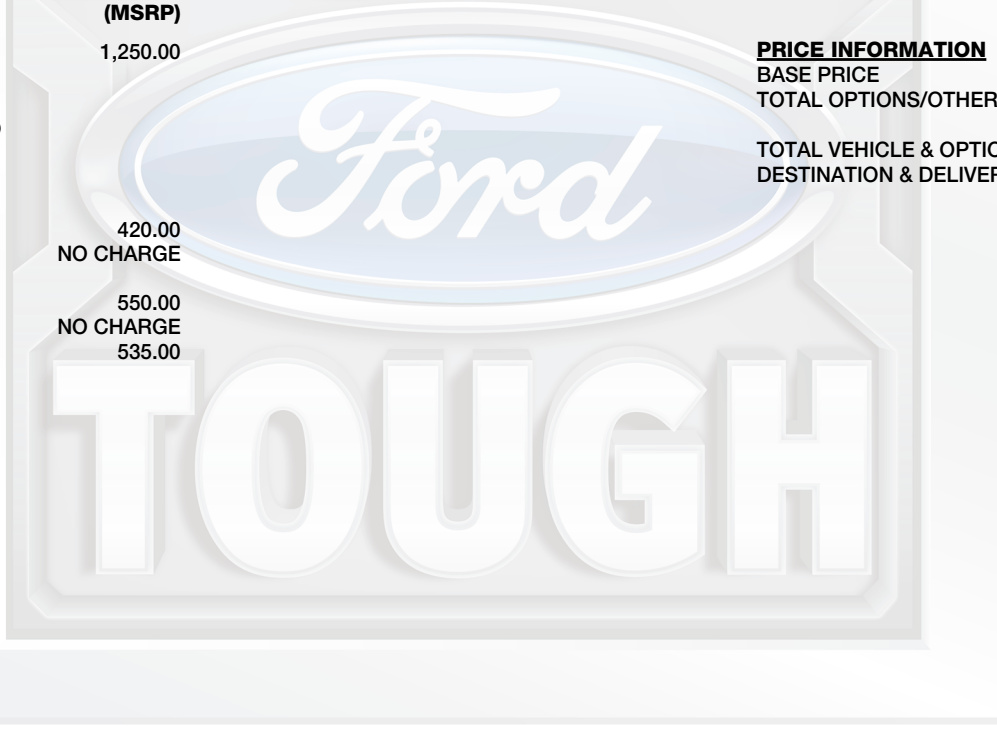 (MSRP)
1,250.00
420.00
NO CHARGE
550.00
NO CHARGE
535.00
PRICE INFORMATION
BASE PRICE
TOTAL OPTIONS/OTHER
TOTAL VEHICLE & OPTIO
DESTINATION & DELIVER
Ford
TOUGH